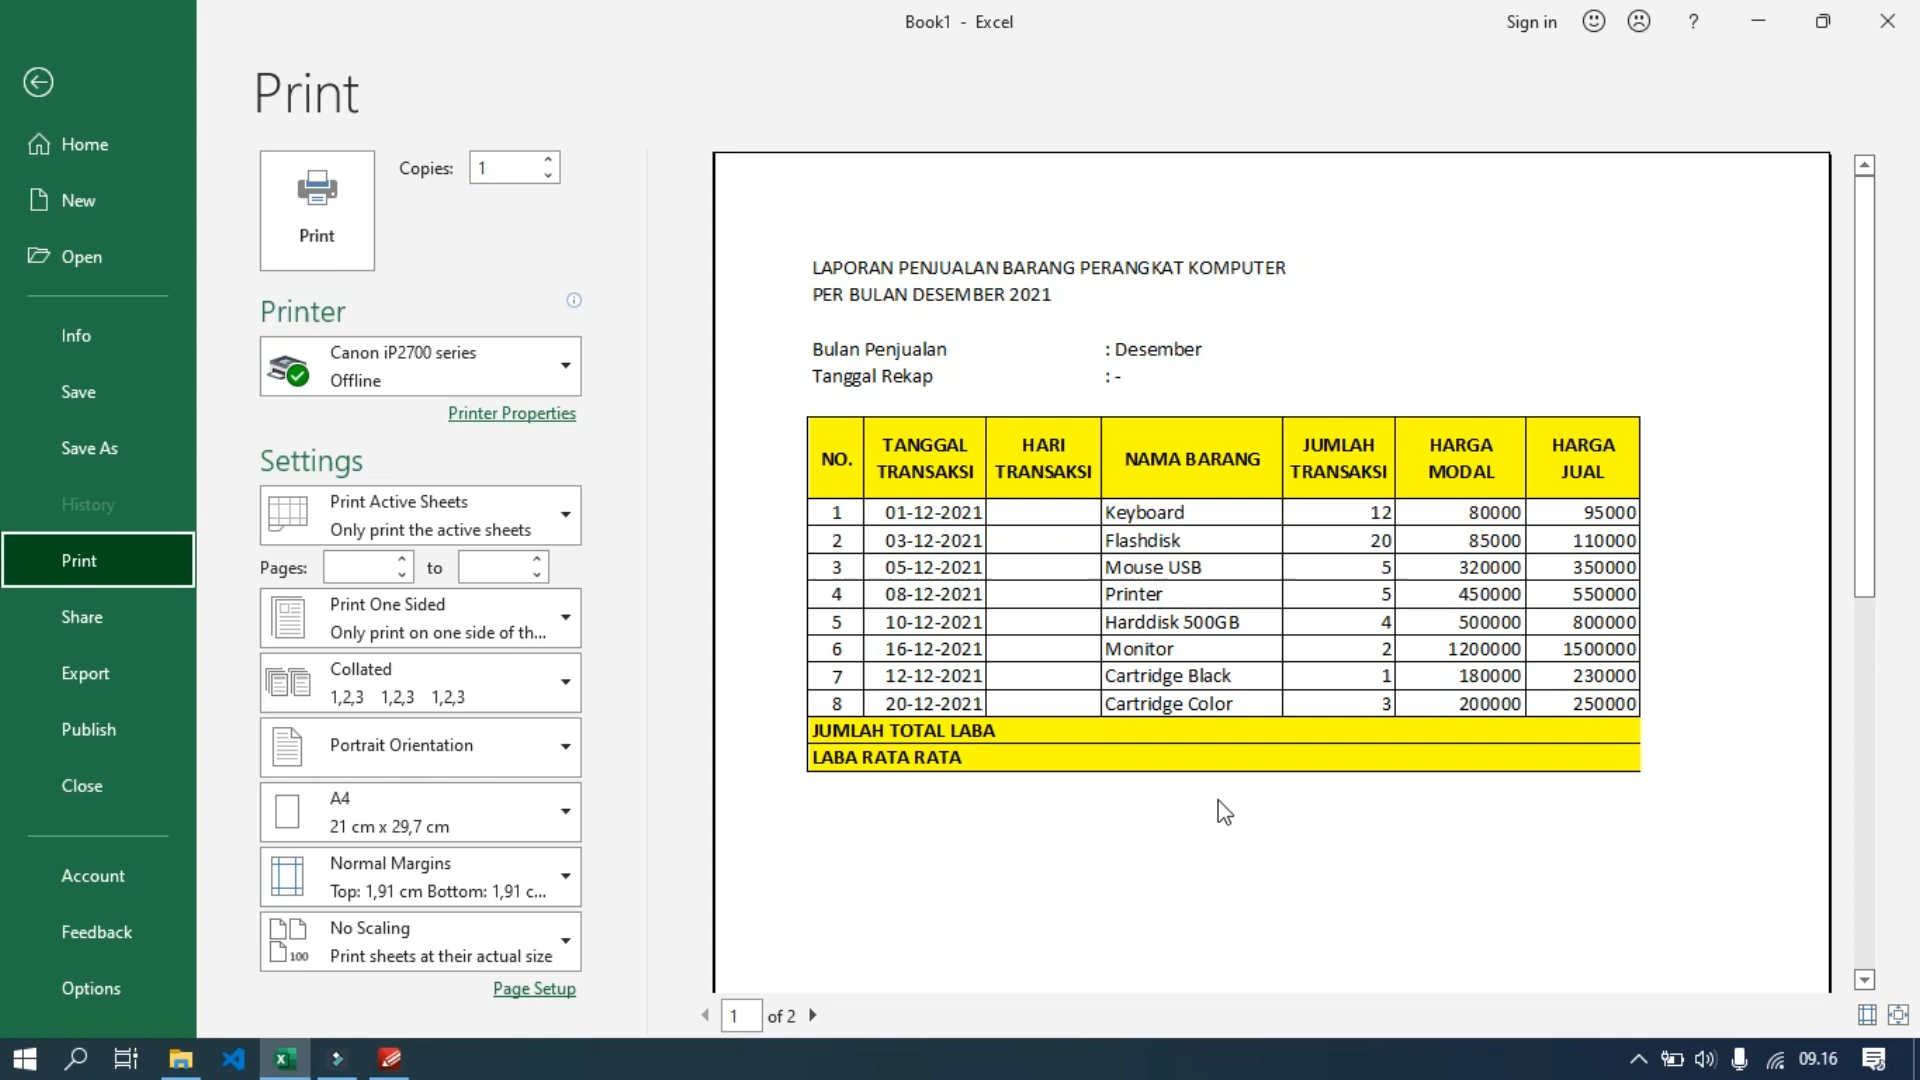 Book1 - Excel
Sign in
?
Print
Home
New
Open
Info
Save
Save As
History
Print
Share
Export
Publish
Close
Account
Feedback
Options
Print
Copies: 1
Printer
Canon iP2700 series
Offline
Printer Properties
Settings
Print Active Sheets
Only print the active sheets
Pages: to
Print One Sided
Only print on one side of th...
Collated
1,2,3 1,2,3 1,2,3
Portrait Orientation
A4
21 cm x 29,7 cm
Normal Margins
Top: 1,91 cm Bottom: 1,91 c...
No Scaling
100 Print sheets at their actual size
Page Setup
LAPORAN PENJUALAN BARANG PERANGKAT KOMPUTER
PER BULAN DESEMBER 2021
Bulan Penjualan : Desember
Tanggal Rekap : -
NO. TANGGAL TRANSAKSI HARI TRANSAKSI NAMA BARANG JUMLAH TRANSAKSI HARGA MODAL HARGA JUAL
1 01-12-2021 Keyboard 12 80000 95000
2 03-12-2021 Flashdisk 20 85000 110000
3 05-12-2021 Mouse USB 5 320000 350000
4 08-12-2021 Printer 5 450000 550000
5 10-12-2021 Harddisk 500GB 4 500000 800000
6 16-12-2021 Monitor 2 1200000 1500000
7 12-12-2021 Cartridge Black 1 180000 230000
8 20-12-2021 Cartridge Color 3 200000 250000
JUMLAH TOTAL LABA
LABA RATA RATA
1 of 2
09.16